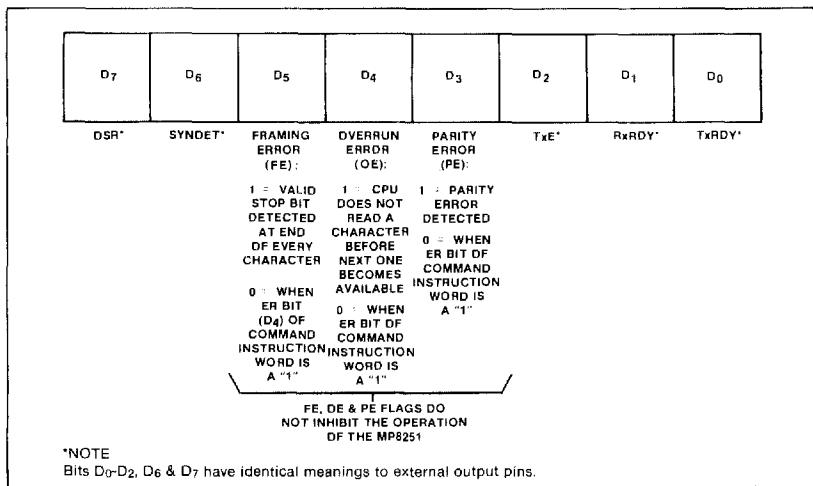 D7 D6 D5 D4 D3 D2 D1 D0
DSR* SYNDET* FRAMING ERROR (FE): OVERRUN ERROR (OE): PARITY ERROR (PE): TxE* RxRDY* TxRDY*
1 = VALID
STOP BIT
DETECTED
AT END
OF EVERY
CHARACTER
0 = WHEN
ER BIT
(D4) OF
COMMAND
INSTRUCTION
WORD IS
A "1"
1 = CPU
DOES NOT
READ A
CHARACTER
BEFORE
NEXT ONE
BECOMES
AVAILABLE
0 = WHEN
ER BIT OF
COMMAND
INSTRUCTION
WORD IS
A "1"
1 = PARITY
ERROR
DETECTED
0 = WHEN
ER BIT OF
COMMAND
INSTRUCTION
WORD IS
A "1"
FE, OE & PE FLAGS DO
NOT INHIBIT THE OPERATION
OF THE MP8251
*NOTE
Bits D0-D2, D6 & D7 have identical meanings to external output pins.